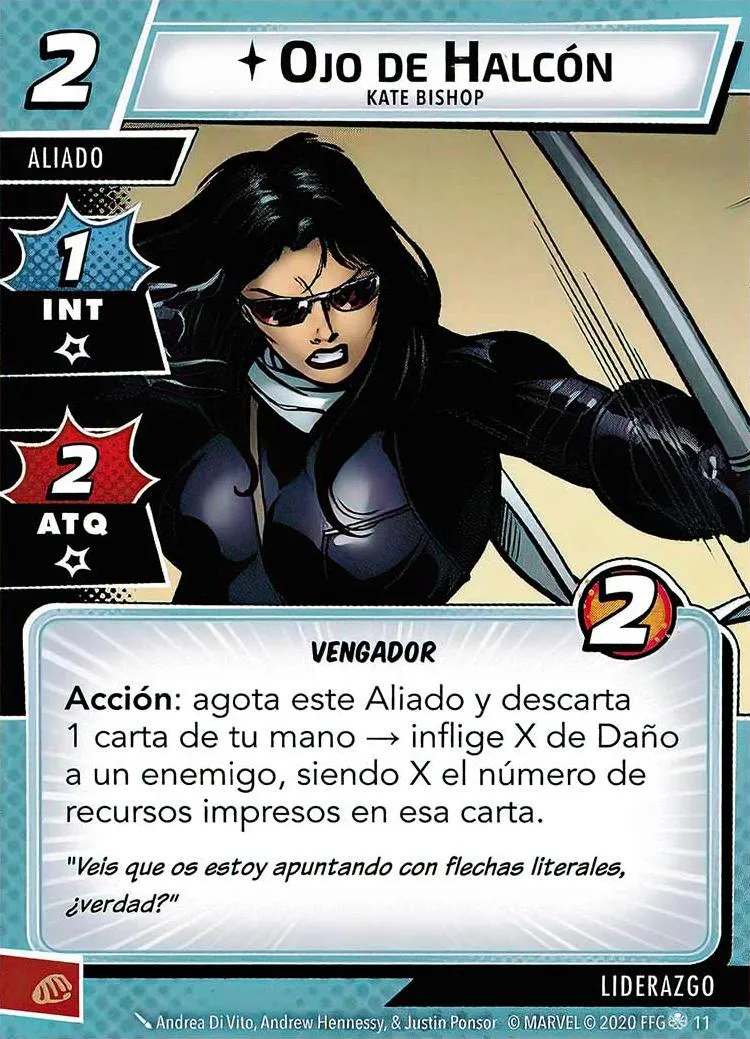 2
OJO DE HALCÓN
KATE BISHOP
ALIADO
1
INT
2
ATQ
2
VENGADOR
Acción: agota este Aliado y descarta
1 carta de tu mano → inflige X de Daño
a un enemigo, siendo X el número de
recursos impresos en esa carta.
"Veis que os estoy apuntando con flechas literales,
¿verdad?"
LIDERAZGO
Andrea Di Vito, Andrew Hennessy, & Justin Ponsor © MARVEL © 2020 FFG 11